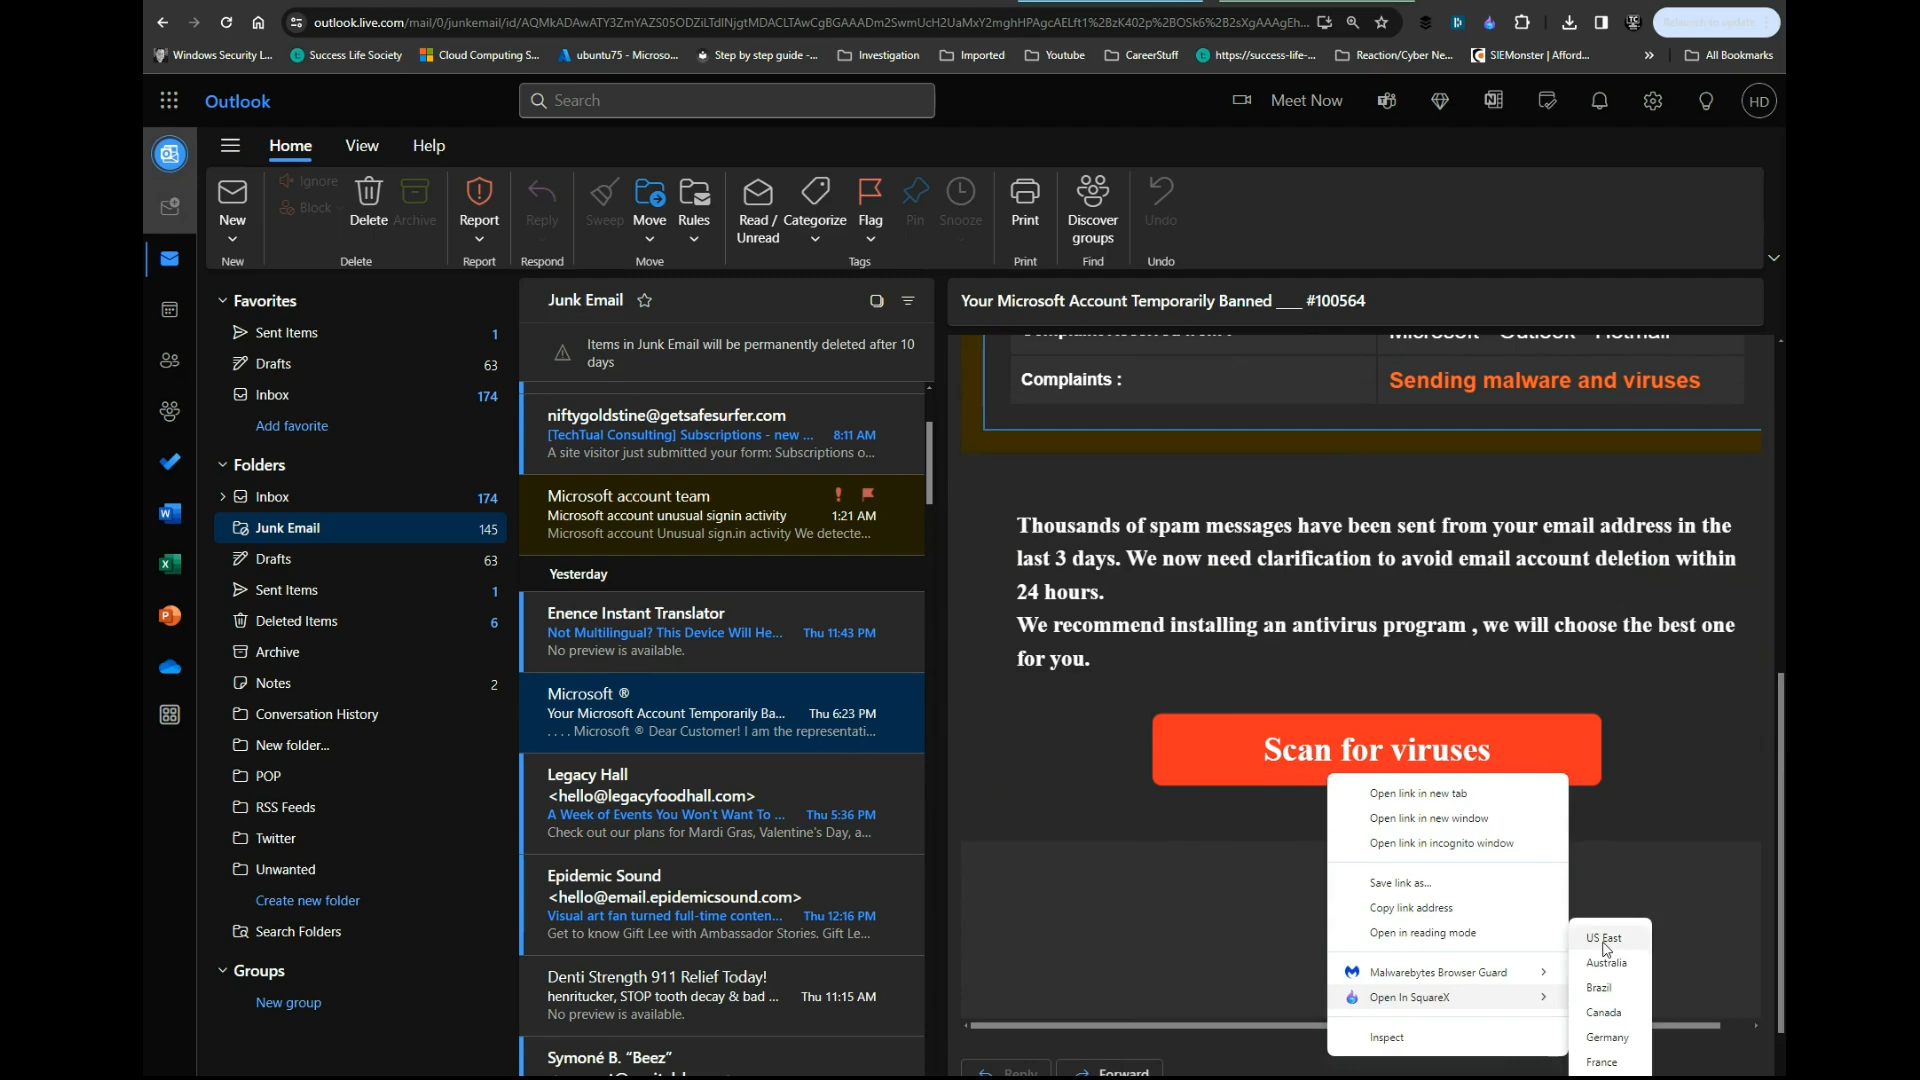 outlook.live.com/mail/0/junkemail/id/AQMkADAwATY3ZmYAZS05ODZiLTdlNjgtMDACLTAwCgBGAAADm2SwmUcH2UaMxY2mghHPAgcAELft1%2BzK402p%2BOSk6%2B2sXgAAAgEh...
Windows Security L...
Success Life Society
Cloud Computing S...
ubuntu75 - Microso...
Step by step guide -...
Investigation
Imported
Youtube
CareerStuff
https://success-life-...
Reaction/Cyber Ne...
SIEMonster | Afford...
»
All Bookmarks
Outlook
Search
Meet Now
HD
Home
View
Help
New
Ignore
Block
Delete
Archive
Report
Reply
Sweep
Move
Rules
Read /
Unread
Categorize
Flag
Pin
Snooze
Print
Discover
groups
Undo
New
Delete
Report
Respond
Move
Tags
Print
Find
Undo
Favorites
Sent Items 1
Drafts 63
Inbox 174
Add favorite
Folders
Inbox 174
Junk Email 145
Drafts 63
Sent Items 1
Deleted Items 6
Archive
Notes 2
Conversation History
New folder...
POP
RSS Feeds
Twitter
Unwanted
Create new folder
Search Folders
Groups
New group
Junk Email
Items in Junk Email will be permanently deleted after 10
days
niftygoldstine@getsafesurfer.com
[TechTual Consulting] Subscriptions - new ... 8:11 AM
A site visitor just submitted your form: Subscriptions o...
Microsoft account team
Microsoft account unusual signin activity 1:21 AM
Microsoft account Unusual sign.in activity We detecte...
Yesterday
Enence Instant Translator
Not Multilingual? This Device Will He... Thu 11:43 PM
No preview is available.
Microsoft ®
Your Microsoft Account Temporarily Ba... Thu 6:23 PM
. . . . Microsoft ® Dear Customer! I am the representati...
Legacy Hall
<hello@legacyfoodhall.com>
A Week of Events You Won't Want To ... Thu 5:36 PM
Check out our plans for Mardi Gras, Valentine's Day, a...
Epidemic Sound
<hello@email.epidemicsound.com>
Visual art fan turned full-time conten... Thu 12:16 PM
Get to know Gift Lee with Ambassador Stories. Gift Le...
Denti Strength 911 Relief Today!
henritucker, STOP tooth decay & bad ... Thu 11:15 AM
No preview is available.
Symoné B. “Beez”
Your Microsoft Account Temporarily Banned ___ #100564
Complaints :
Sending malware and viruses
Thousands of spam messages have been sent from your email address in the
last 3 days. We now need clarification to avoid email account deletion within
24 hours.
We recommend installing an antivirus program , we will choose the best one
for you.
Scan for viruses
Open link in new tab
Open link in new window
Open link in incognito window
Save link as...
Copy link address
Open in reading mode
Malwarebytes Browser Guard
Open In SquareX
Inspect
US East
Australia
Brazil
Canada
Germany
France
Reply
Forward